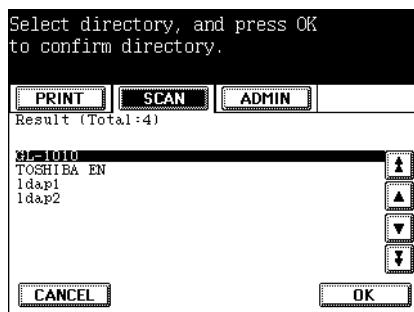 Select directory, and press OK
to confirm directory.
PRINT SCAN ADMIN
Result (Total:4)
GL-1010
TOSHIBA EN
ldap1
ldap2
CANCEL OK